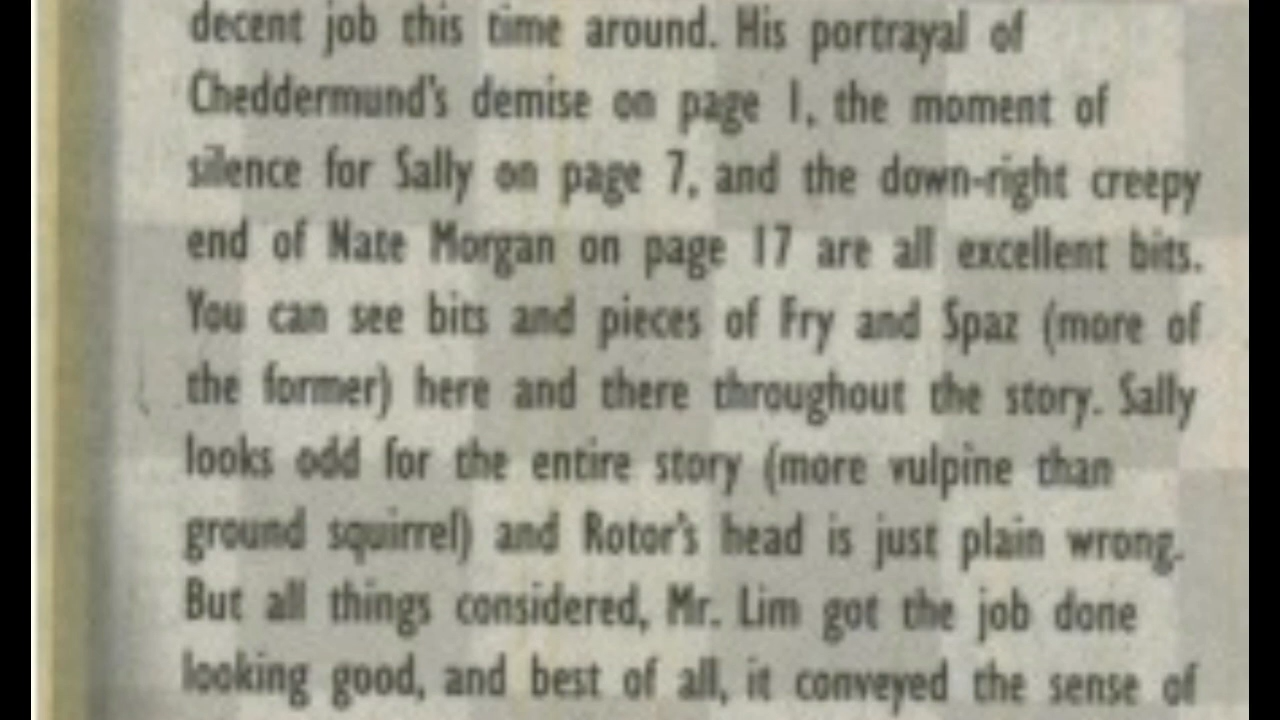 decent job this time around. His portrayal of
Cheddermund's demise on page 1, the moment of
silence for Sally on page 7, and the down-right creepy
end of Nate Morgan on page 17 are all excellent bits.
You can see bits and pieces of Fry and Spaz (more of
the former) here and there throughout the story. Sally
looks odd for the entire story (more vulpine than
ground squirrel) and Rotor's head is just plain wrong.
But all things considered, Mr. Lim got the job done
looking good, and best of all, it conveyed the sense of